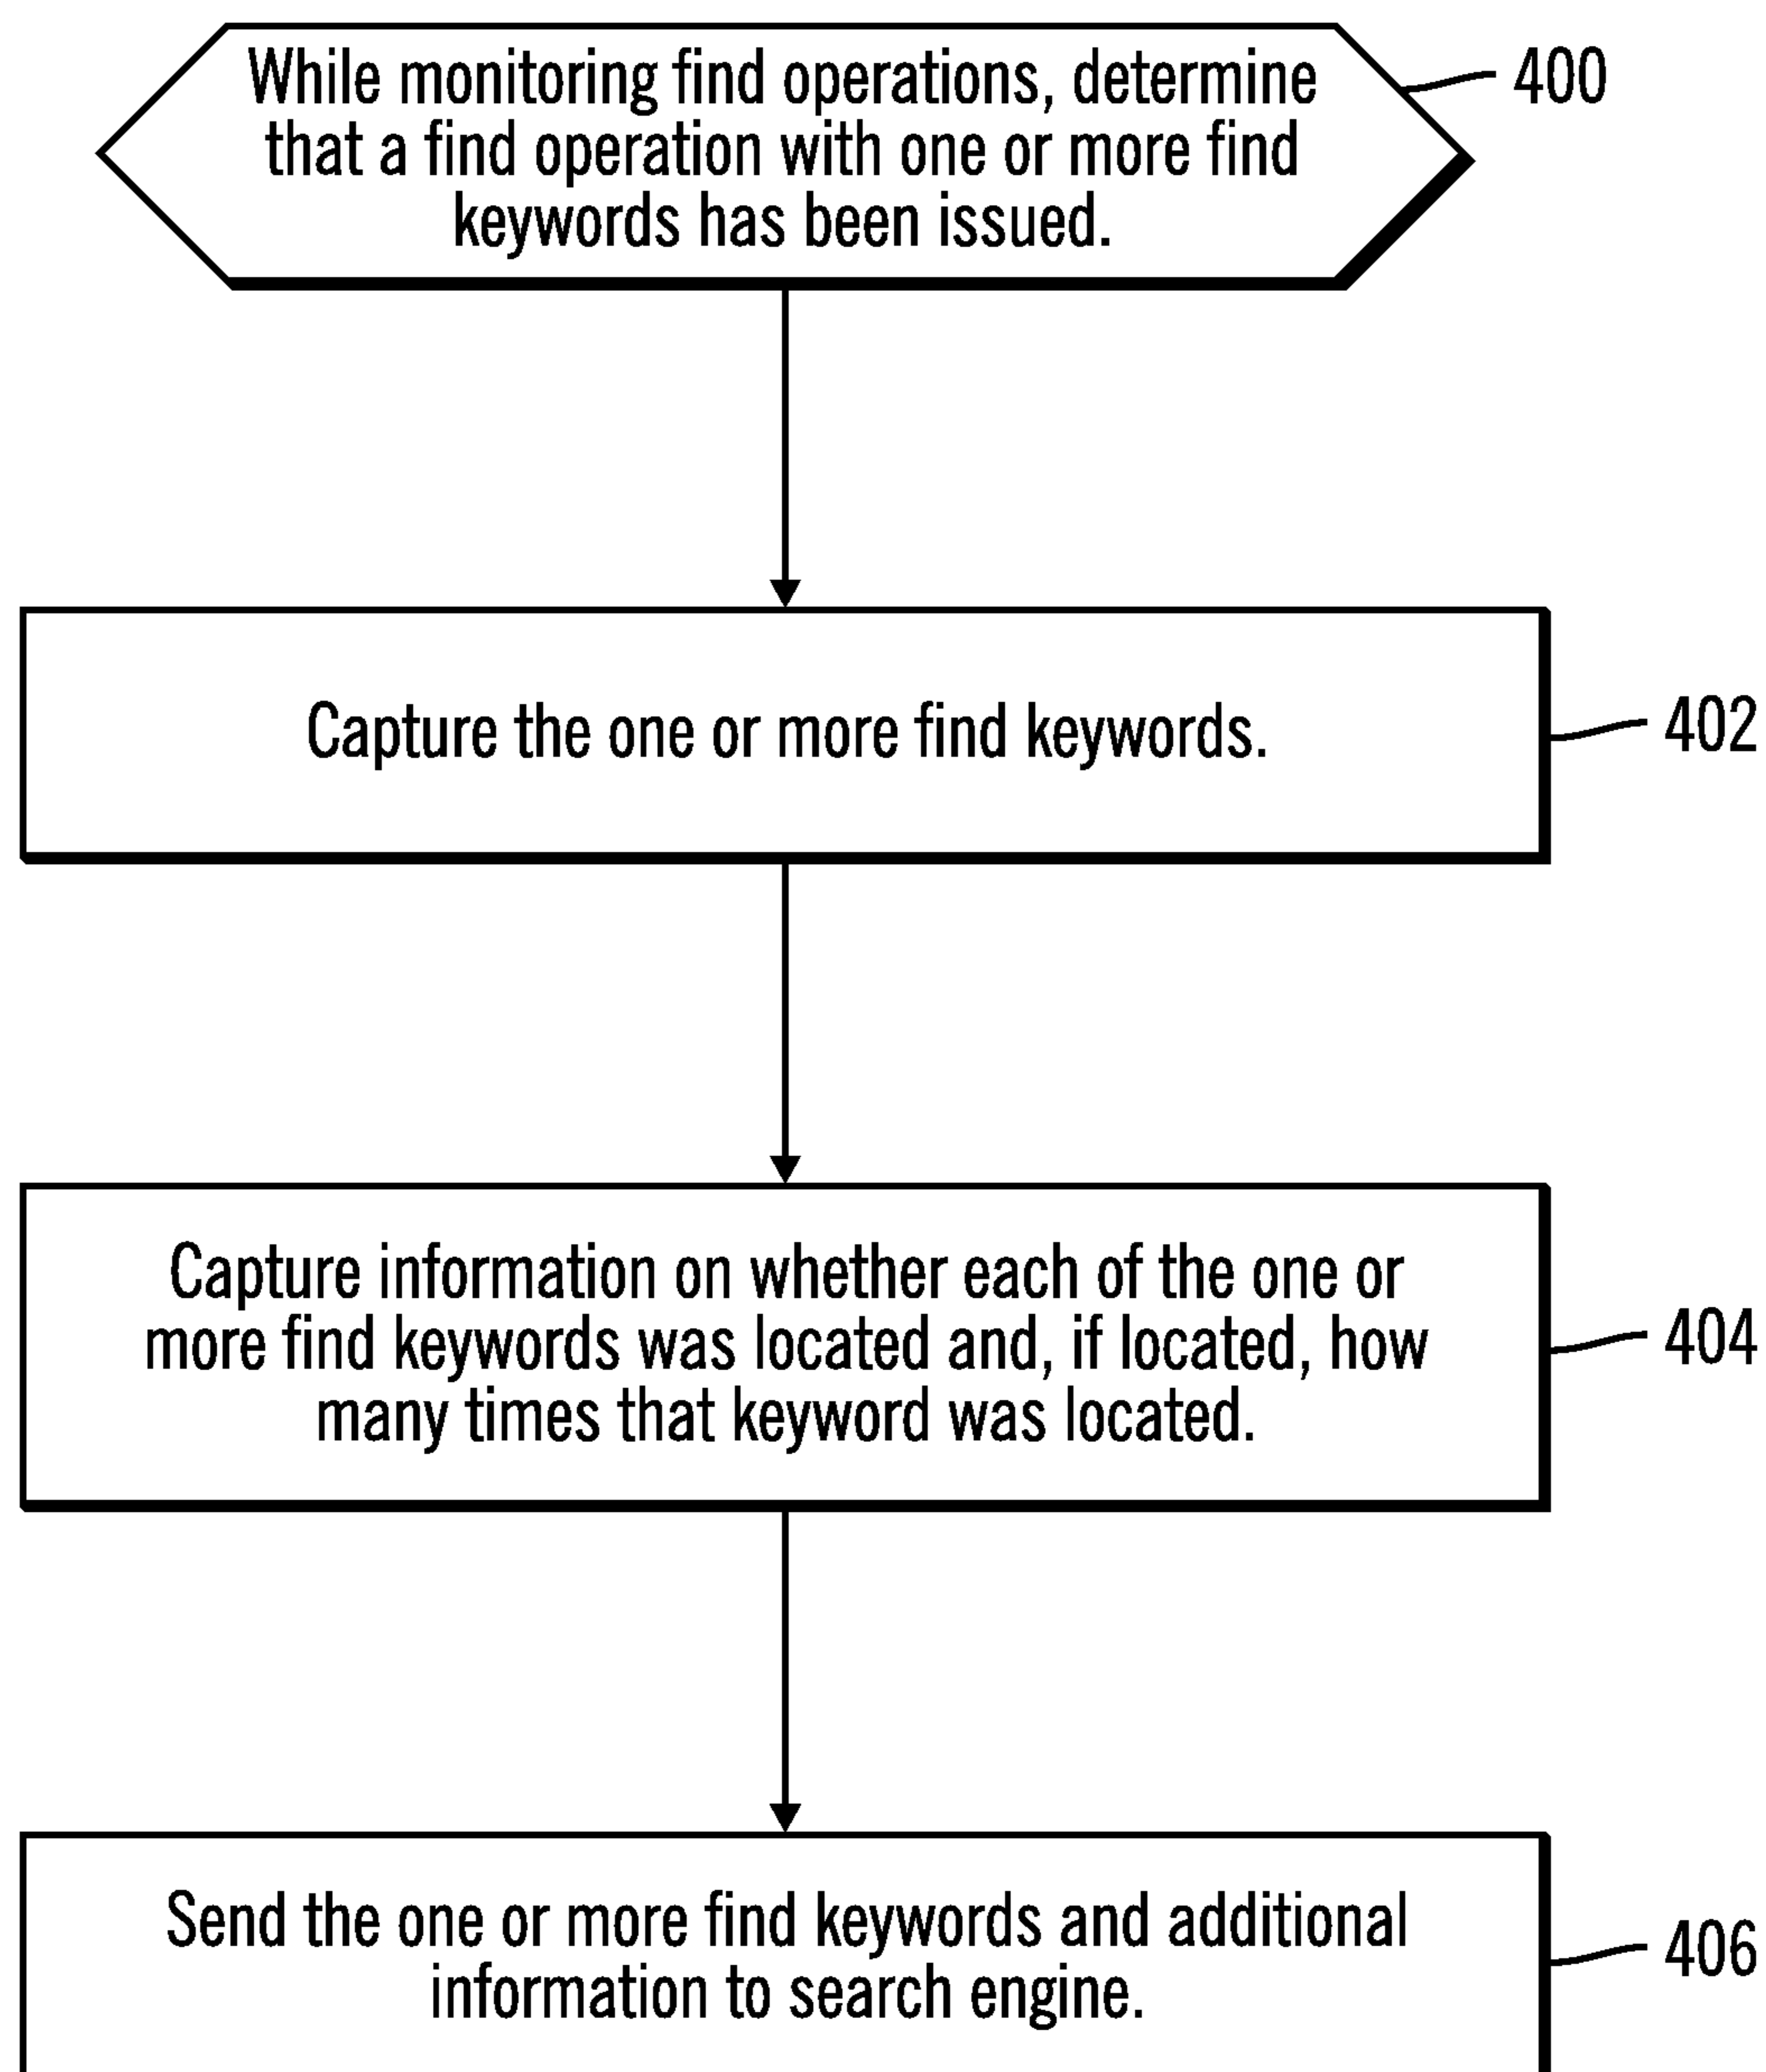 While monitoring find operations, determine
that a find operation with one or more find
keywords has been issued.
400
Capture the one or more find keywords.
402
Capture information on whether each of the one or
more find keywords was located and, if located, how
many times that keyword was located.
404
Send the one or more find keywords and additional
information to search engine.
406